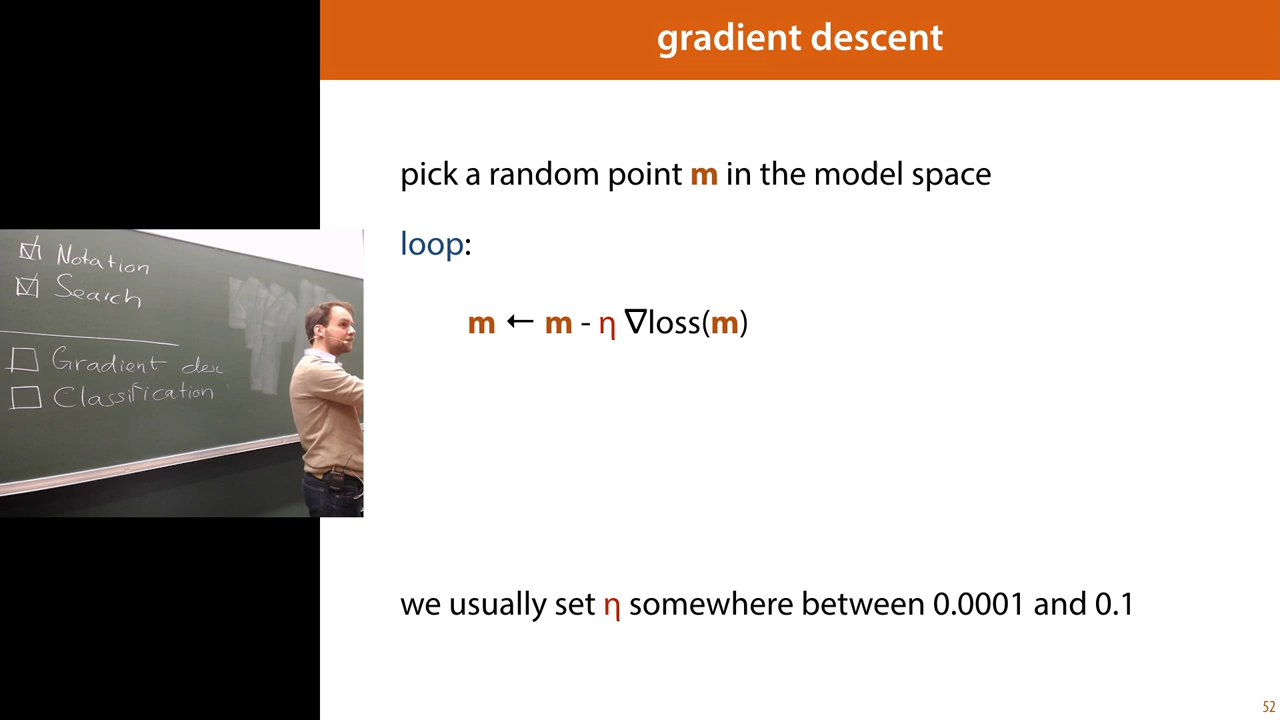 gradient descent
pick a random point m in the model space
loop:
m ← m - η ∇loss(m)
we usually set η somewhere between 0.0001 and 0.1
52
Notation
Search
Gradient desc
Classification